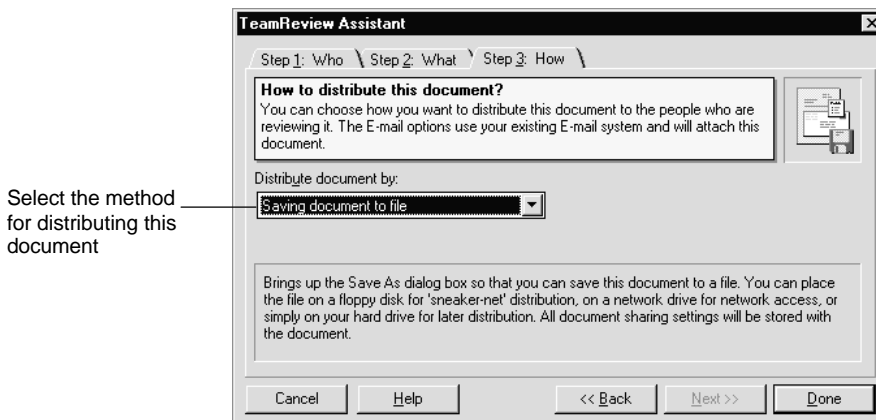 TeamReview Assistant
Step 1: Who
Step 2: What
Step 3: How
How to distribute this document?
You can choose how you want to distribute this document to the people who are
reviewing it. The E-mail options use your existing E-mail system and will attach this
document.
Distribute document by:
Select the method
for distributing this
document
Saving document to file
Brings up the Save As dialog box so that you can save this document to a file. You can place
the file on a floppy disk for 'sneaker-net' distribution, on a network drive for network access, or
simply on your hard drive for later distribution. All document sharing settings will be stored with
the document.
Cancel
Help
<< Back
Next >>
Done